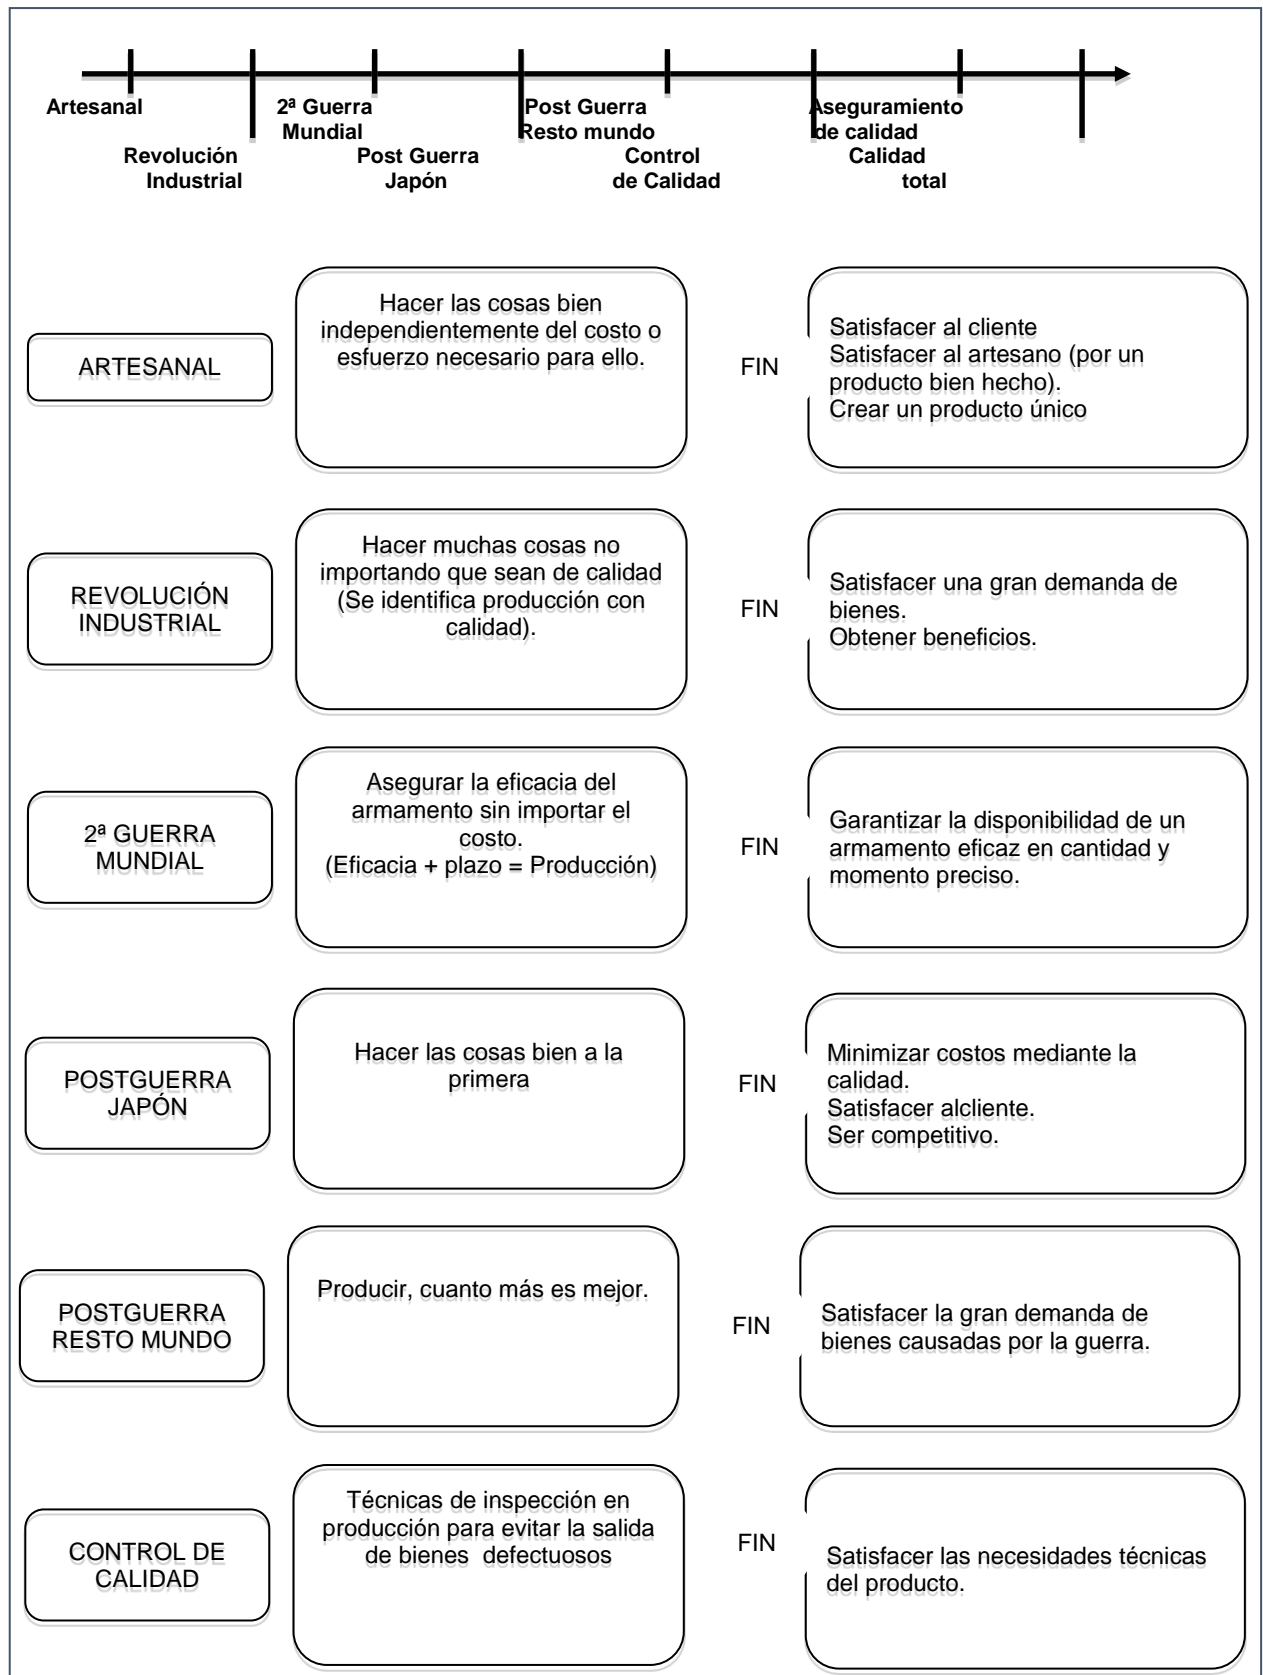 Artesanal
2ª Guerra
Mundial
Post Guerra
Resto mundo
Aseguramiento
de calidad
Revolución
Industrial
Post Guerra
Japón
Control
de Calidad
Calidad
total
ARTESANAL
Hacer las cosas bien
independientemente del costo o
esfuerzo necesario para ello.
FIN
Satisfacer al cliente
Satisfacer al artesano (por un
producto bien hecho).
Crear un producto único
REVOLUCIÓN
INDUSTRIAL
Hacer muchas cosas no
importando que sean de calidad
(Se identifica producción con
calidad).
FIN
Satisfacer una gran demanda de
bienes.
Obtener beneficios.
2ª GUERRA
MUNDIAL
Asegurar la eficacia del
armamento sin importar el
costo.
(Eficacia + plazo = Producción)
FIN
Garantizar la disponibilidad de un
armamento eficaz en cantidad y
momento preciso.
POSTGUERRA
JAPÓN
Hacer las cosas bien a la
primera
FIN
Minimizar costos mediante la
calidad.
Satisfacer alcliente.
Ser competitivo.
POSTGUERRA
RESTO MUNDO
Producir, cuanto más es mejor.
FIN
Satisfacer la gran demanda de
bienes causadas por la guerra.
CONTROL DE
CALIDAD
Técnicas de inspección en
producción para evitar la salida
de bienes  defectuosos
FIN
Satisfacer las necesidades técnicas
del producto.